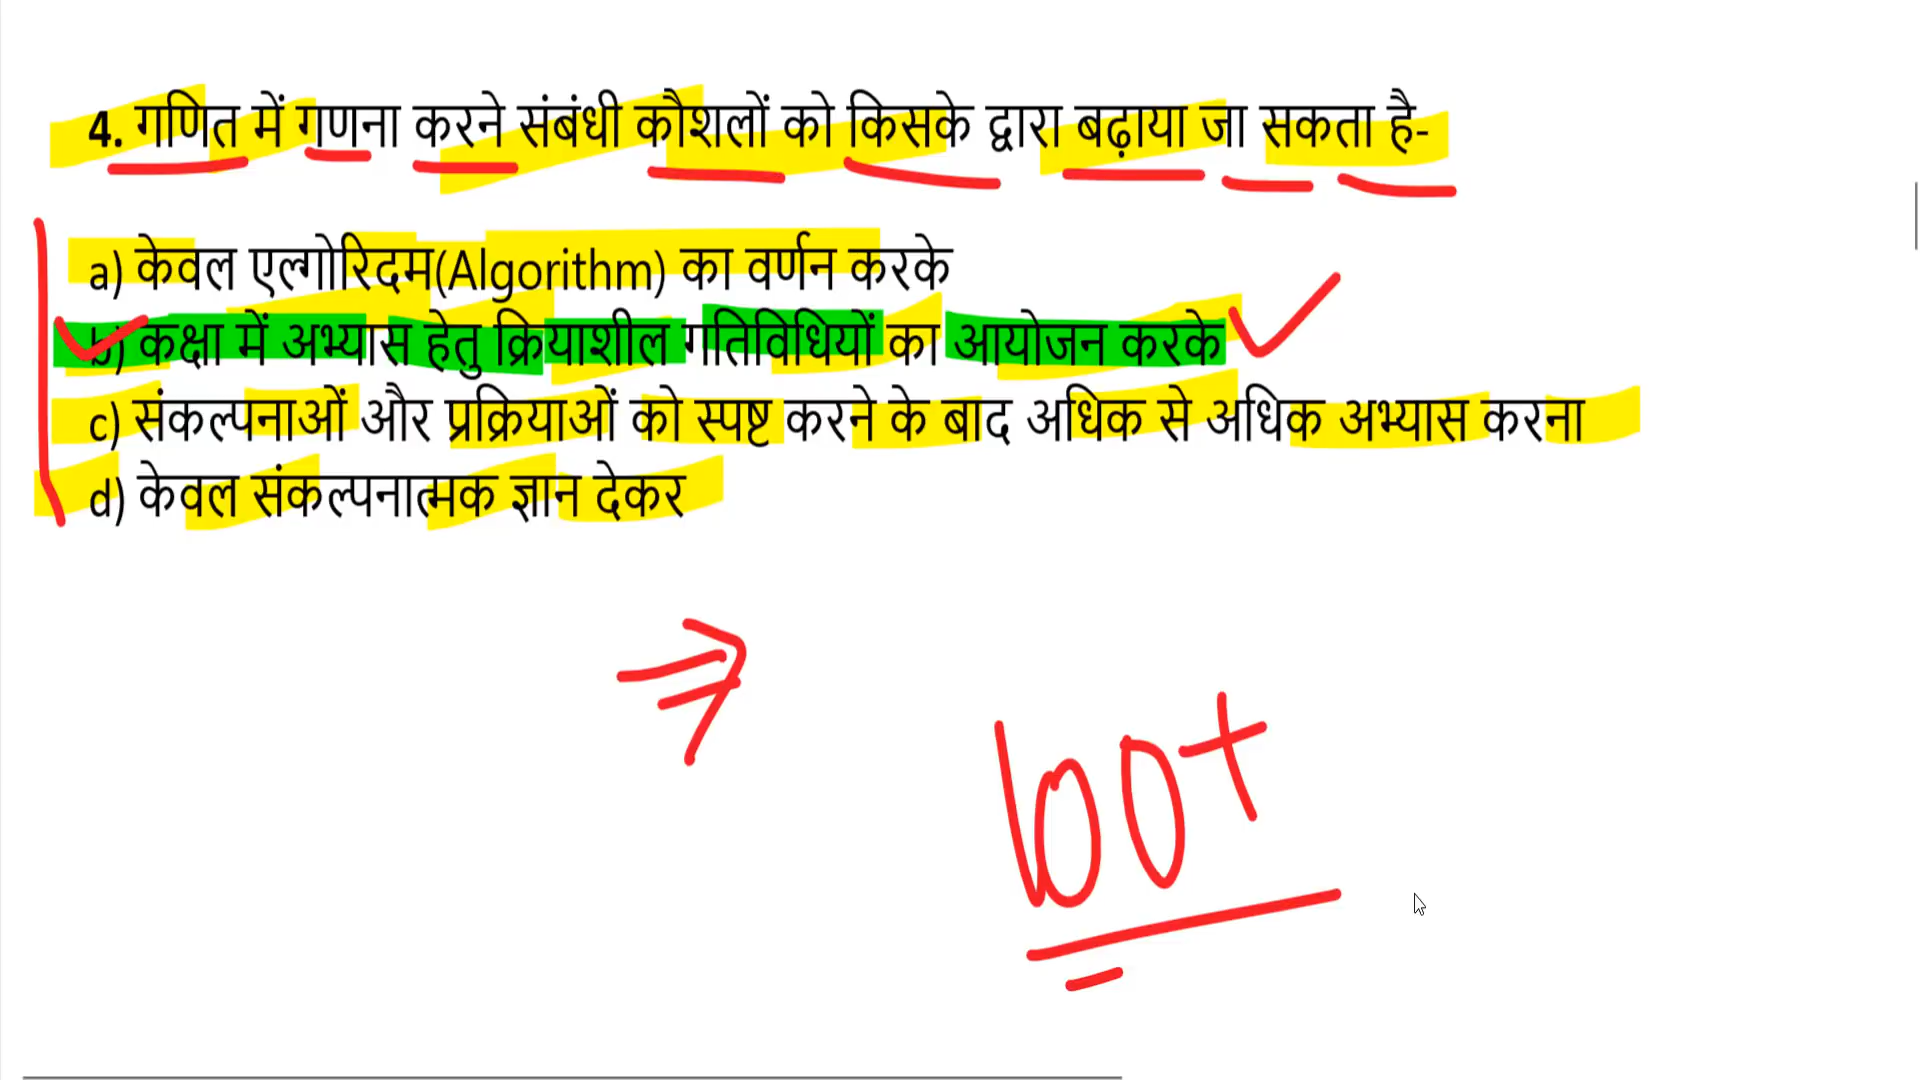 4. गणित में गणना करने संबंधी कौशलों को किसके द्वारा बढ़ाया जा सकता है-
a) केवल एल्गोरिदम(Algorithm) का वर्णन करके
b) कक्षा में अभ्यास हेतु क्रियाशील गतिविधियों का आयोजन करके
c) संकल्पनाओं और प्रक्रियाओं को स्पष्ट करने के बाद अधिक से अधिक अभ्यास करना
d) केवल संकल्पनात्मक ज्ञान देकर
100+